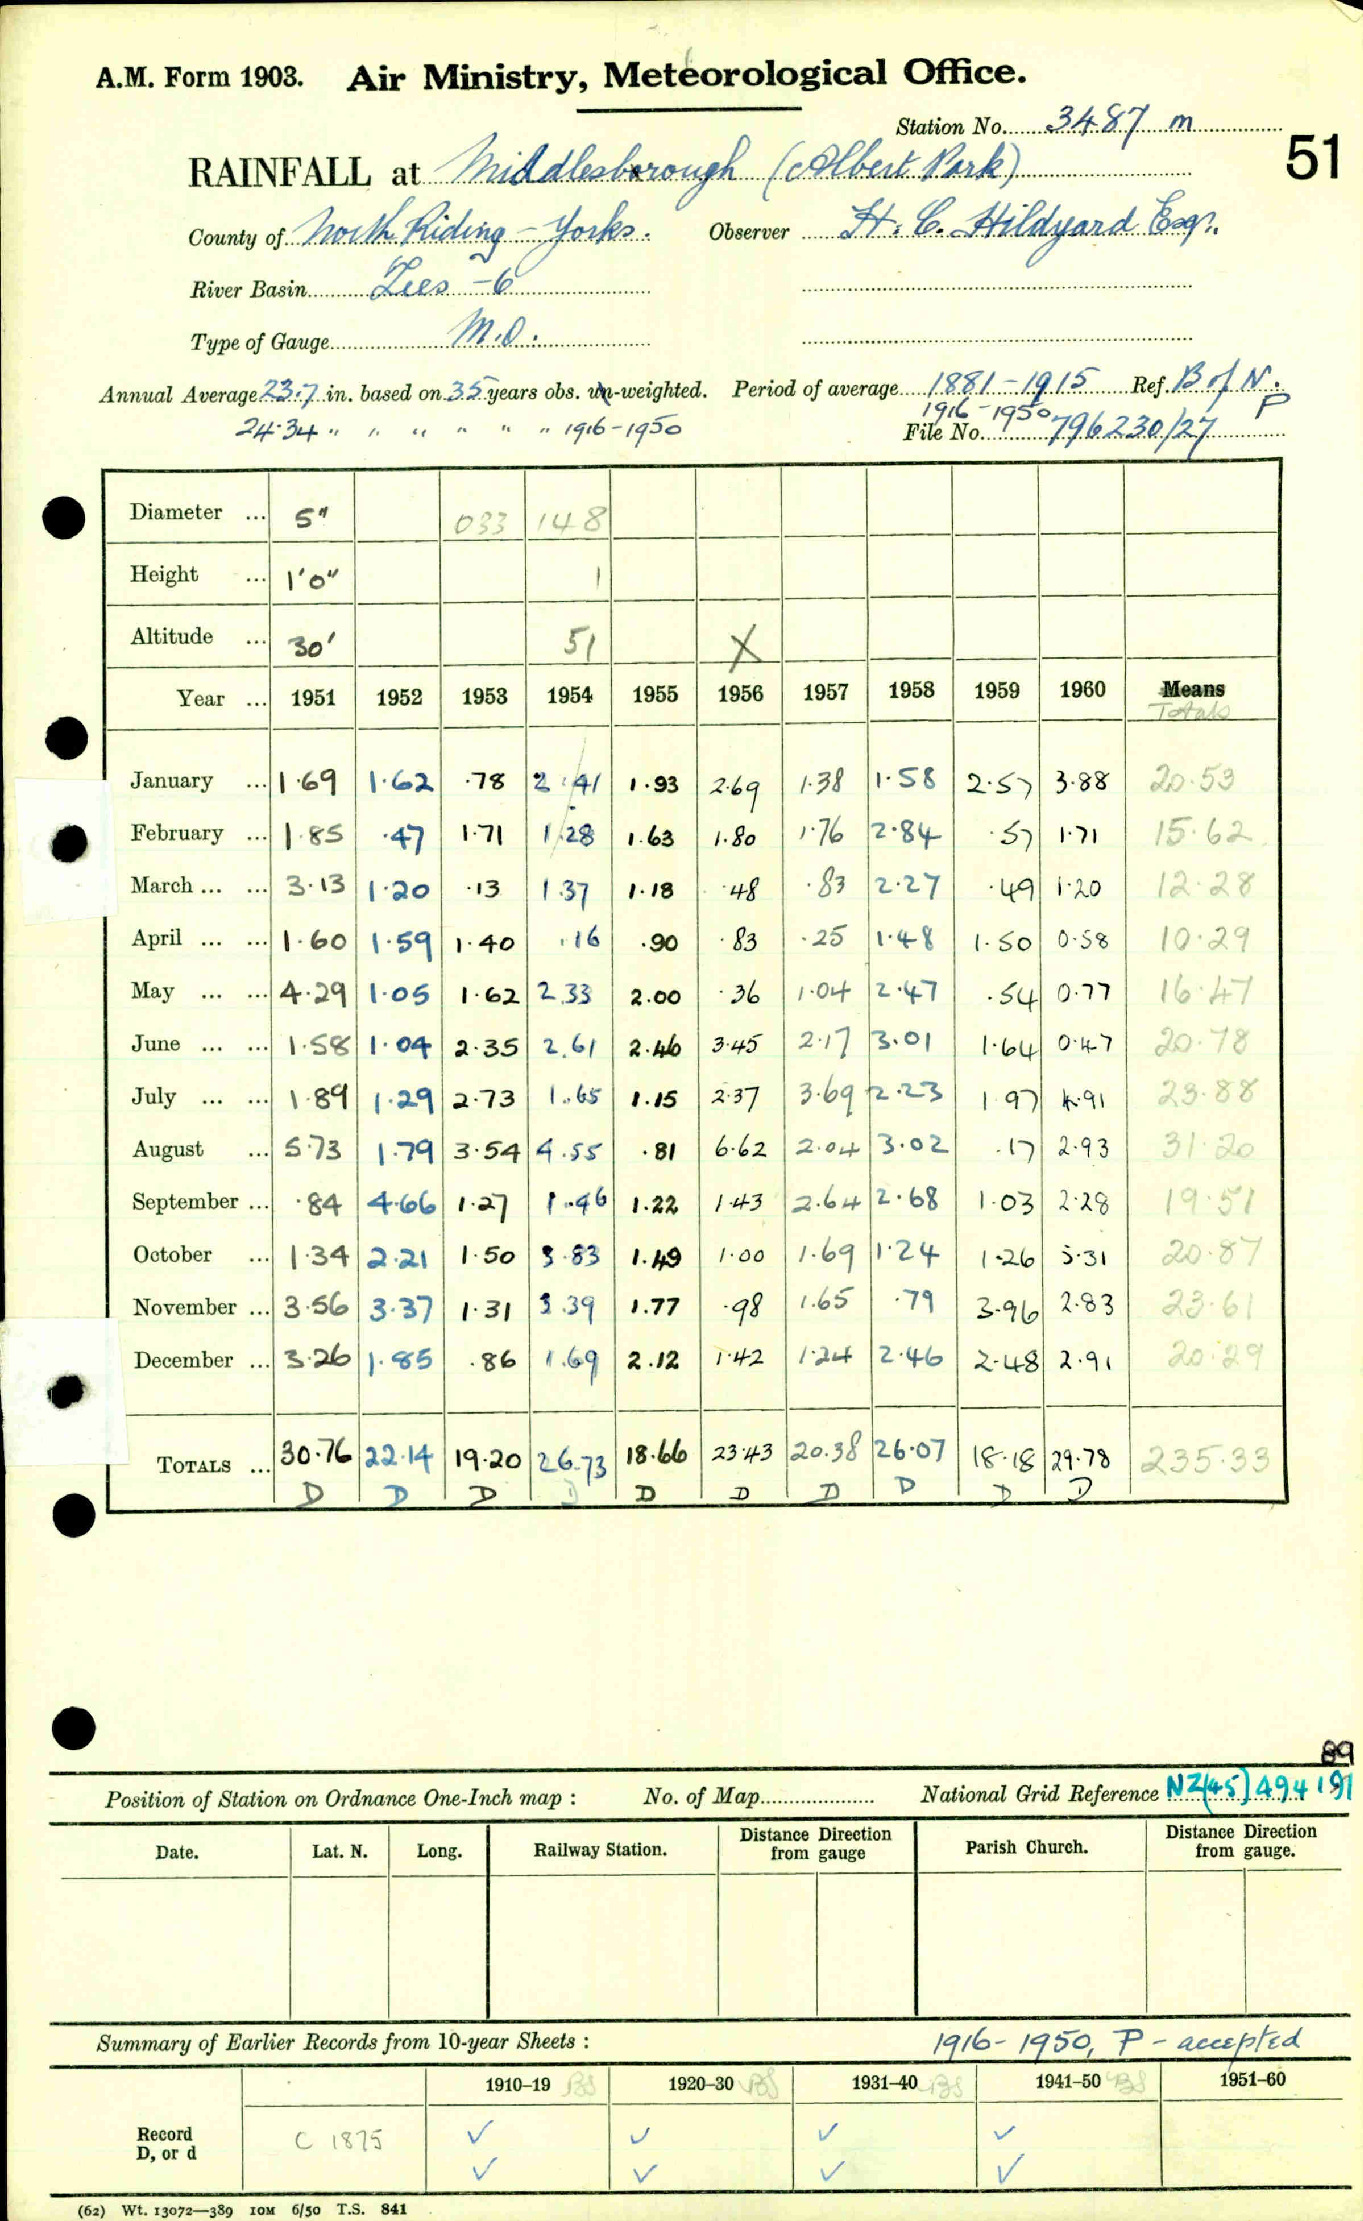 A.M. Form 1903. Air Ministry, Meteorological Office.
Station No. 3487 m
51
RAINFALL at Middlesbrough (Albert Park)
County of North Riding - Yorks. Observer H. C. Hildyard Esqr.
River Basin Tees - 6
Type of Gauge M.O.
Annual Average 23.7 in. based on 35 years obs. un-weighted. Period of average 1881-1915 Ref. B of N. P
24.34 " " " " " " 1916-1950 1916-1950 File No. 796230/27
Diameter ... 5" 033 148
Height ... 1'0" 1
Altitude ... 30' 51 X
Year ... 1951 1952 1953 1954 1955 1956 1957 1958 1959 1960 Means Totals
January ... 1.69 1.62 .78 2.41 1.93 2.69 1.38 1.58 2.57 3.88 20.53
February ... 1.85 .47 1.71 1.28 1.63 1.80 1.76 2.84 .57 1.71 15.62
March ... ... 3.13 1.20 .13 1.37 1.18 .48 .83 2.27 .49 1.20 12.28
April ... ... 1.60 1.59 1.40 .16 .90 .83 .25 1.48 1.50 0.58 10.29
May ... ... 4.29 1.05 1.62 2.33 2.00 .36 1.04 2.47 .54 0.77 16.47
June ... ... 1.58 1.04 2.35 2.61 2.46 3.45 2.17 3.01 1.64 0.47 20.78
July ... ... 1.89 1.29 2.73 1.65 1.15 2.37 3.69 2.23 1.97 4.91 23.88
August ... 5.73 1.79 3.54 4.55 .81 6.62 2.04 3.02 .17 2.93 31.20
September ... .84 4.66 1.27 1.46 1.22 1.43 2.64 2.68 1.03 2.28 19.51
October ... 1.34 2.21 1.50 3.83 1.49 1.00 1.69 1.24 1.26 5.31 20.87
November ... 3.56 3.37 1.31 3.39 1.77 .98 1.65 .79 3.96 2.83 23.61
December ... 3.26 1.85 .86 1.69 2.12 1.42 1.24 2.46 2.48 2.91 20.29
TOTALS ... 30.76 22.14 19.20 26.73 18.66 23.43 20.38 26.07 18.18 29.78 235.33
D D D D D D D D D D
89
Position of Station on Ordnance One-Inch map : No. of Map National Grid Reference NZ(45)494191
Date. Lat. N. Long. Railway Station. Distance Direction from gauge Parish Church. Distance Direction from gauge.
Summary of Earlier Records from 10-year Sheets : 1916-1950, P - accepted
1910-19 BS 1920-30 BS 1931-40 BS 1941-50 BS 1951-60
Record D, or d C 1875 ✓ ✓ ✓ ✓
✓ ✓ ✓ ✓
(62) Wt. 13072—389 10M 6/50 T.S. 841